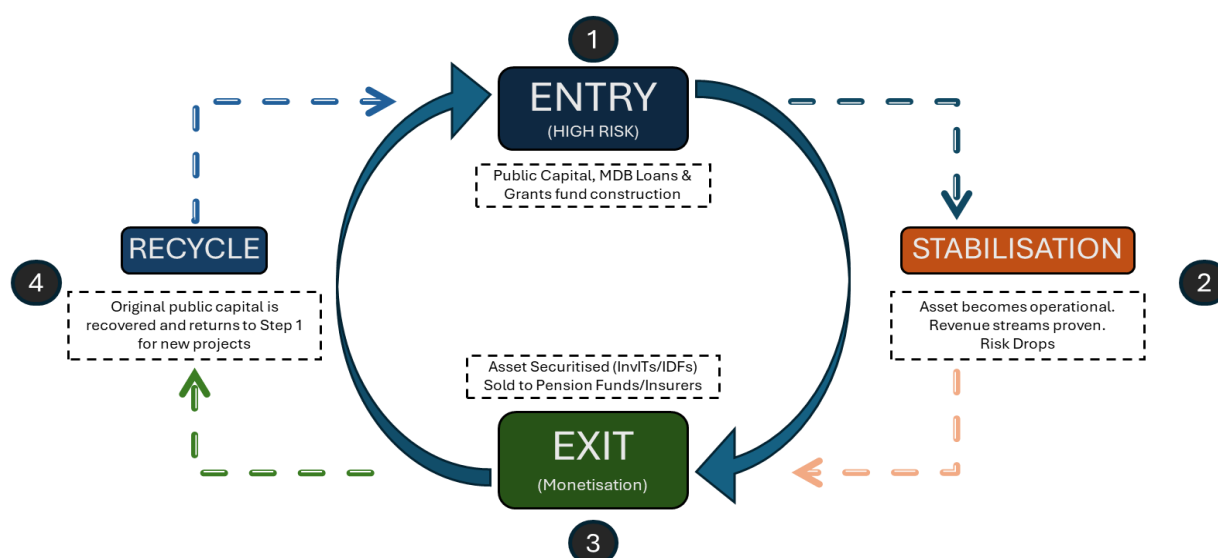 1
ENTRY
(HIGH RISK)
Public Capital, MDB Loans &
Grants fund construction
STABILISATION
2
Asset becomes operational.
Revenue streams proven.
Risk Drops
Asset Securitised (InvITs/IDFs)
Sold to Pension Funds/Insurers
EXIT
(Monetisation)
3
RECYCLE
4
Original public capital is
recovered and returns to Step 1
for new projects